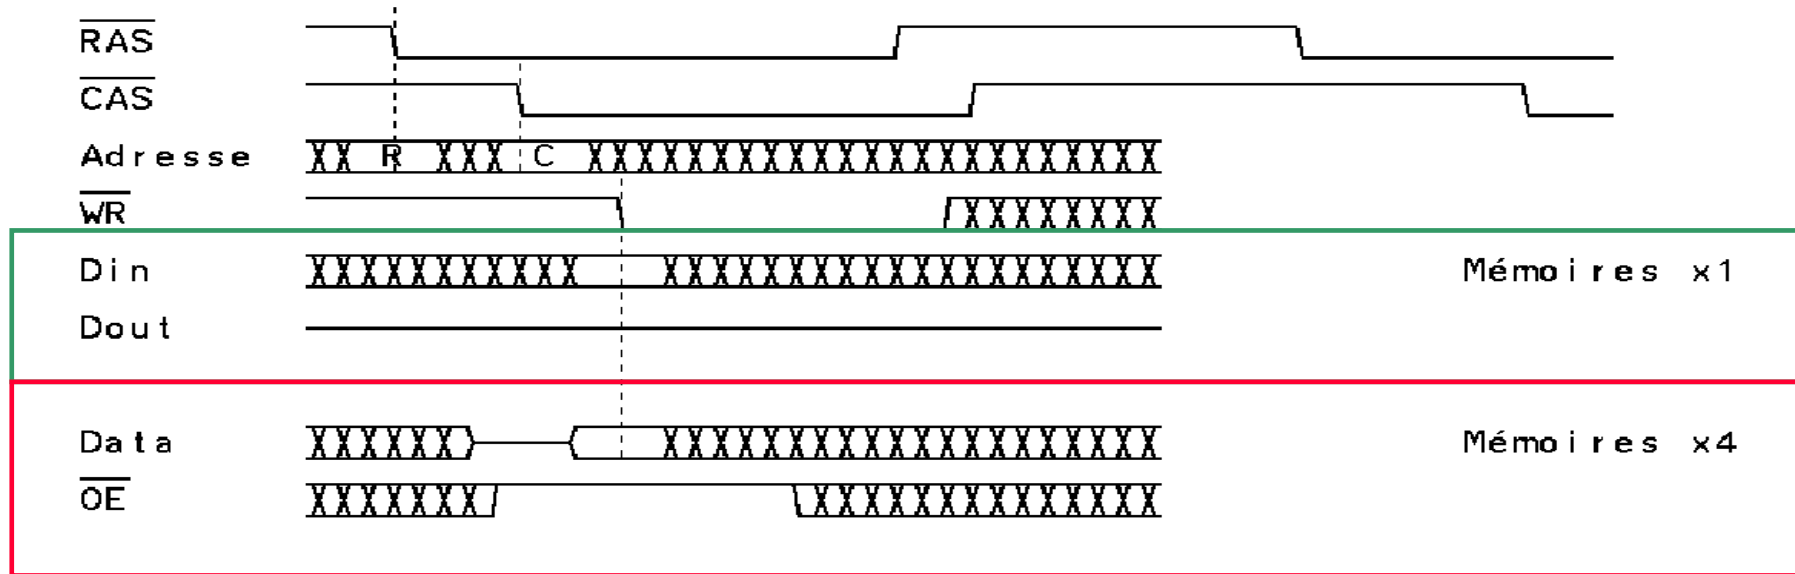 RAS
CAS
Adresse R C
WR
Din Mémoires x1
Dout
Data Mémoires x4
OE